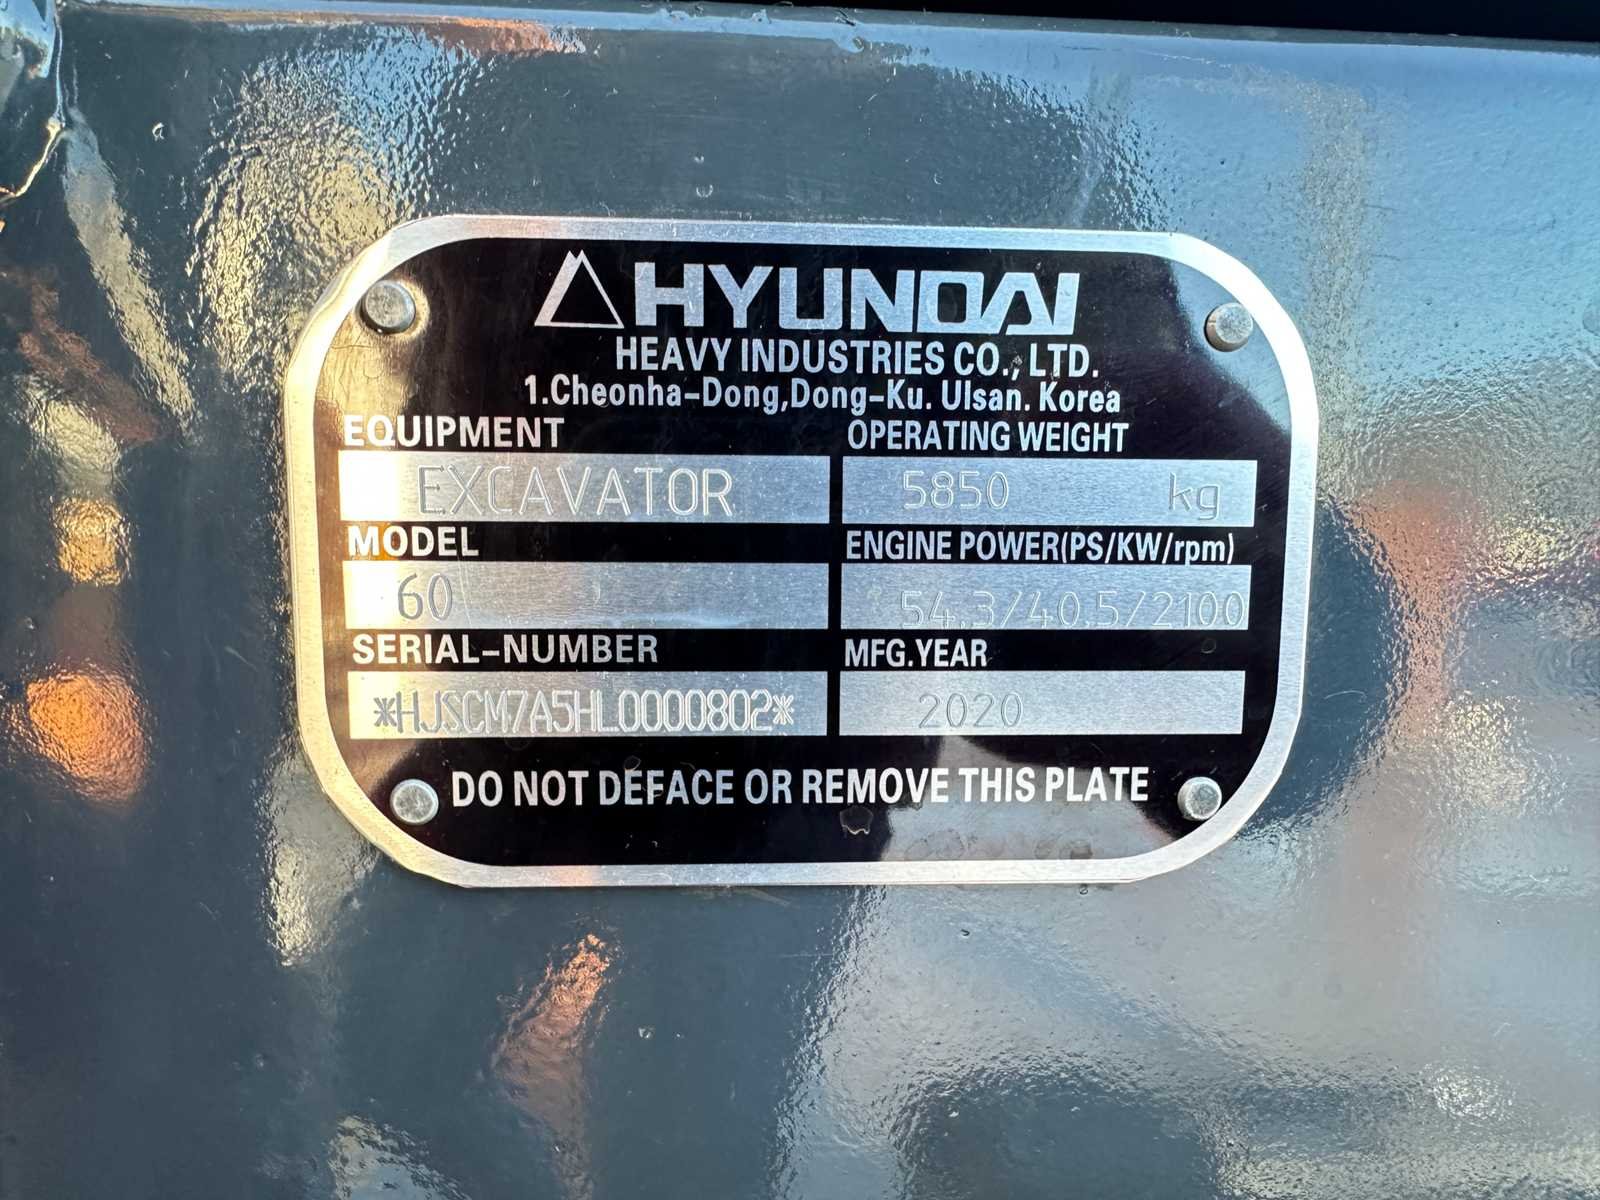 HYUNDAI
HEAVY INDUSTRIES CO., LTD.
1.Cheonha-Dong,Dong-Ku. Ulsan. Korea
EQUIPMENT
EXCAVATOR
OPERATING WEIGHT
5850 kg
MODEL
60
ENGINE POWER(PS/KW/rpm)
54.3/40.5/2100
SERIAL-NUMBER
*HJSCM7A5HL0000802*
MFG.YEAR
2020
DO NOT DEFACE OR REMOVE THIS PLATE